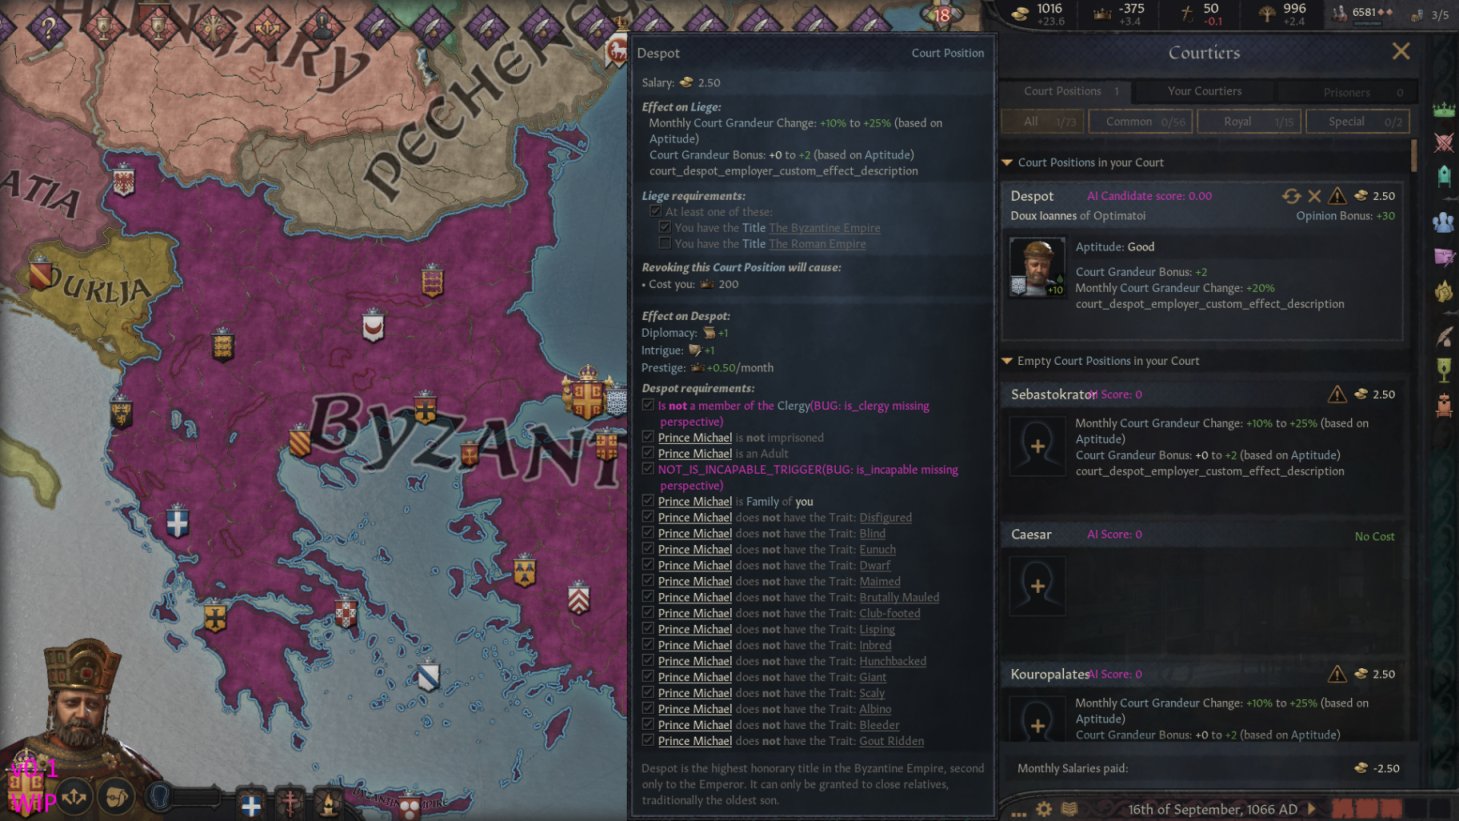 HUNGARY
PECHENEG
ATIA
DUKLJA
BYZANT
18
1016
+23.6
-375
+3.4
50
-0.1
996
+2.4
6581
3/5
Despot
Court Position
Salary: 2.50
Effect on Liege:
Monthly Court Grandeur Change: +10% to +25% (based on
Aptitude)
Court Grandeur Bonus: +0 to +2 (based on Aptitude)
court_despot_employer_custom_effect_description
Liege requirements:
At least one of these:
You have the Title The Byzantine Empire
You have the Title The Roman Empire
Revoking this Court Position will cause:
• Cost you: 200
Effect on Despot:
Diplomacy: +1
Intrigue: +1
Prestige: +0.50/month
Despot requirements:
Is not a member of the Clergy(BUG: is_clergy missing
perspective)
Prince Michael is not imprisoned
Prince Michael is an Adult
NOT_IS_INCAPABLE_TRIGGER(BUG: is_incapable missing
perspective)
Prince Michael is Family of you
Prince Michael does not have the Trait: Disfigured
Prince Michael does not have the Trait: Blind
Prince Michael does not have the Trait: Eunuch
Prince Michael does not have the Trait: Dwarf
Prince Michael does not have the Trait: Maimed
Prince Michael does not have the Trait: Brutally Mauled
Prince Michael does not have the Trait: Club-footed
Prince Michael does not have the Trait: Lisping
Prince Michael does not have the Trait: Inbred
Prince Michael does not have the Trait: Hunchbacked
Prince Michael does not have the Trait: Giant
Prince Michael does not have the Trait: Scaly
Prince Michael does not have the Trait: Albino
Prince Michael does not have the Trait: Bleeder
Prince Michael does not have the Trait: Gout Ridden
Despot is the highest honorary title in the Byzantine Empire, second
only to the Emperor. It can only be granted to close relatives,
traditionally the oldest son.
Courtiers
Court Positions 1
Your Courtiers
Prisoners 0
All 1/73
Common 0/56
Royal 1/15
Special 0/2
Court Positions in your Court
Despot
AI Candidate score: 0.00
2.50
Doux Ioannes of Optimatoi
Opinion Bonus: +30
Aptitude: Good
+10
Court Grandeur Bonus: +2
Monthly Court Grandeur Change: +20%
court_despot_employer_custom_effect_description
Empty Court Positions in your Court
Sebastokrator
AI Score: 0
2.50
Monthly Court Grandeur Change: +10% to +25% (based on
Aptitude)
Court Grandeur Bonus: +0 to +2 (based on Aptitude)
court_despot_employer_custom_effect_description
Caesar
AI Score: 0
No Cost
Kouropalates
AI Score: 0
2.50
Monthly Court Grandeur Change: +10% to +25% (based on
Aptitude)
Court Grandeur Bonus: +0 to +2 (based on Aptitude)
Monthly Salaries paid:
-2.50
16th of September, 1066 AD
v0.1
WIP